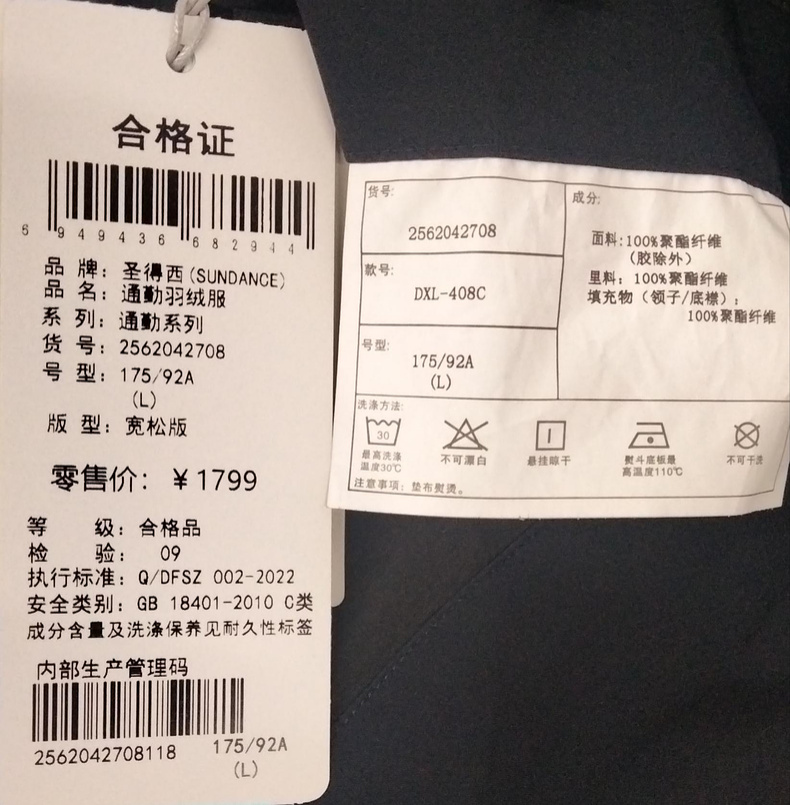 合格证
6 949436 682944
品 牌：圣得西(SUNDANCE)
品 名：通勤羽绒服
系 列：通勤系列
货 号：2562042708
号 型：175/92A
(L)
版 型：宽松版
零售价：￥1799
等 级：合格品
检 验：09
执行标准：Q/DFSZ 002-2022
安全类别：GB 18401-2010 C类
成分含量及洗涤保养见耐久性标签
内部生产管理码
2562042708118 175/92A
(L)
货号：
2562042708
款号：
DXL-408C
号型：
175/92A
(L)
成分：
面料：100%聚酯纤维
（胶除外）
里料：100%聚酯纤维
填充物（领子/底襟）：
100%聚酯纤维
洗涤方法：
30
最高洗涤
温度30℃
不可漂白
悬挂晾干
熨斗底板最
高温度110℃
不可干洗
注意事项：垫布熨烫。